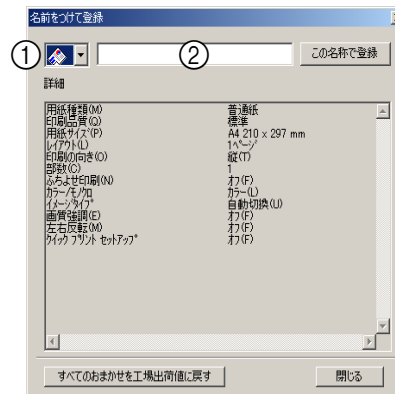 名前をつけて登録
① ② この名称で登録
詳細
用紙種類(M) 普通紙
印刷品質(Q) 標準
用紙サイズ(P) A4 210 x 297 mm
レイアウト(L) 1ページ
印刷の向き(O) 縦(T)
部数(C) 1
ふちよせ印刷(N) オフ(F)
カラー/モノクロ カラー(L)
イメージタイプ 自動切換(U)
画質強調(E) オフ(F)
左右反転(M) オフ(F)
クイック プリント セットアップ オフ(F)
すべてのおまかせを工場出荷値に戻す 閉じる